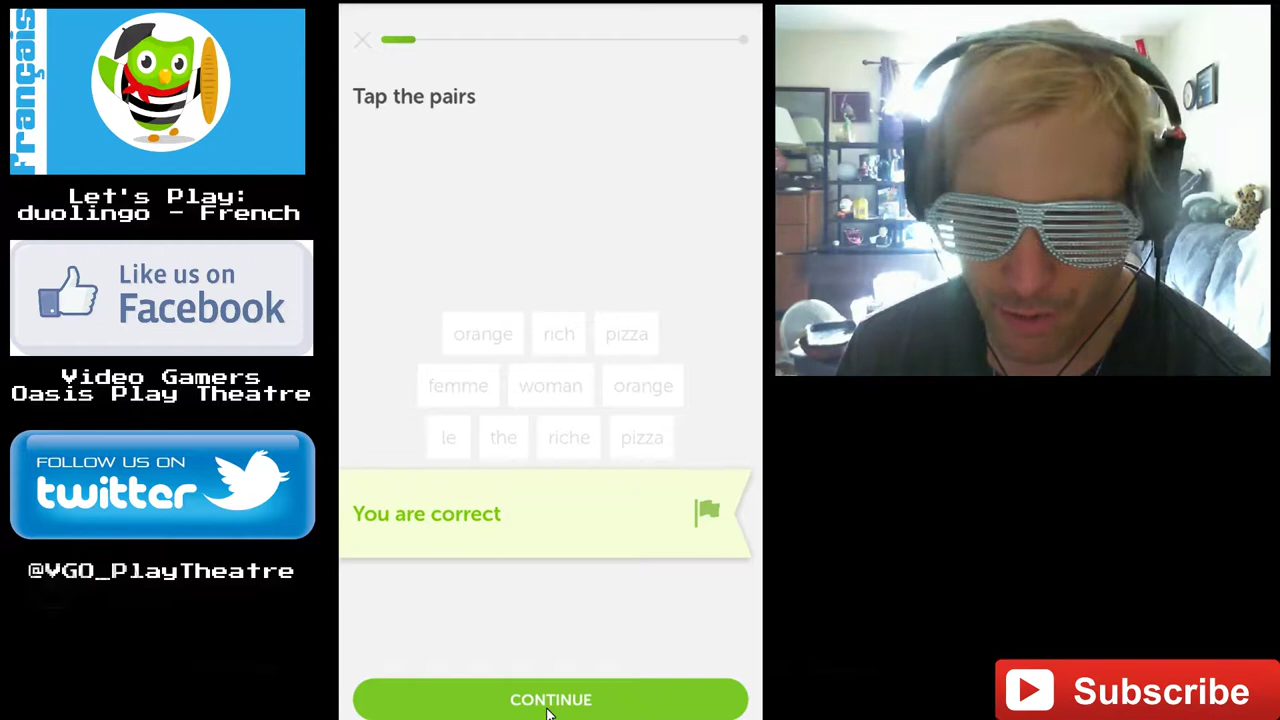 français
Let's Play:
duolingo - French
Like us on
Facebook
Video Gamers
Oasis Play Theatre
FOLLOW US ON
twitter
@VGO_PlayTheatre
Tap the pairs
orange rich pizza
femme woman orange
le the riche pizza
You are correct
CONTINUE
Subscribe